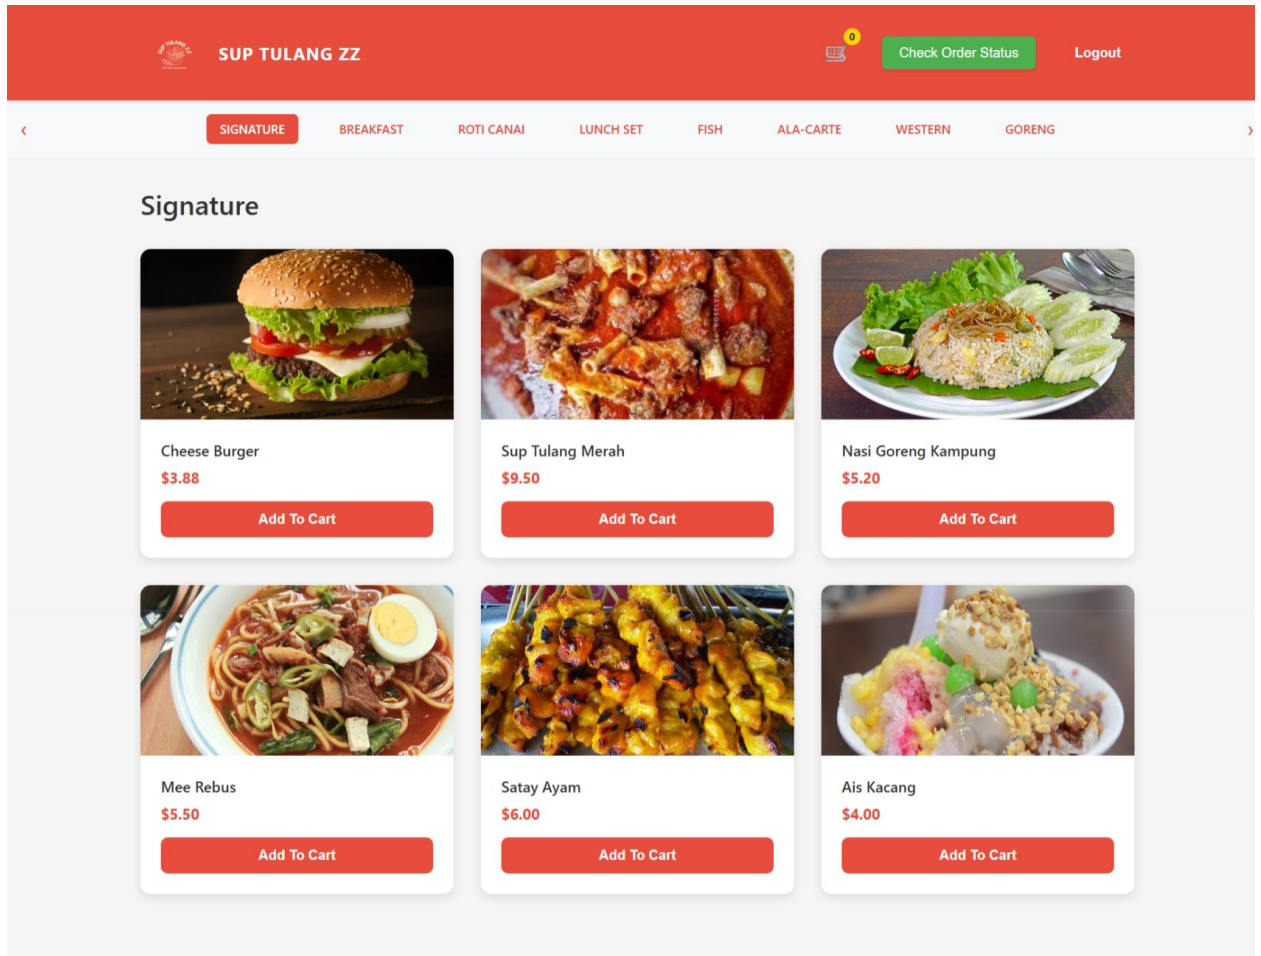 SUP TULANG ZZ
SUP TULANG ZZ
0
Check Order Status
Logout
‹
SIGNATURE
BREAKFAST
ROTI CANAI
LUNCH SET
FISH
ALA-CARTE
WESTERN
GORENG
›
Signature
Cheese Burger
$3.88
Add To Cart
Sup Tulang Merah
$9.50
Add To Cart
Nasi Goreng Kampung
$5.20
Add To Cart
Mee Rebus
$5.50
Add To Cart
Satay Ayam
$6.00
Add To Cart
Ais Kacang
$4.00
Add To Cart